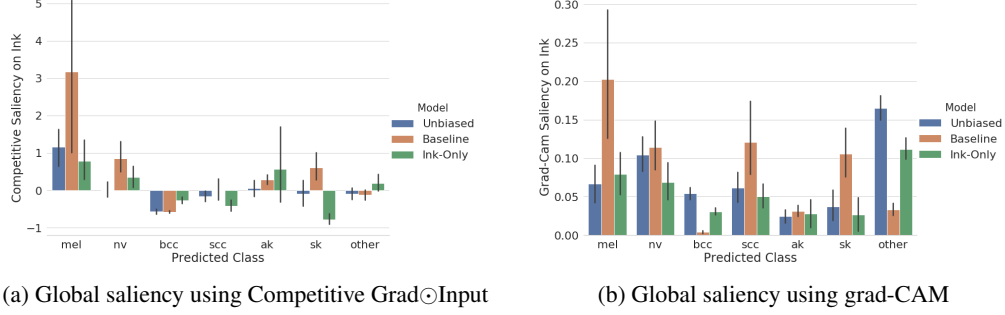 5
4
3
2
1
0
−1
Competitive Saliency on Ink
mel nv bcc scc ak sk other
Predicted Class
Model
Unbiased
Baseline
Ink-Only
(a) Global saliency using Competitive Grad⊙Input
0.30
0.25
0.20
0.15
0.10
0.05
0.00
Grad-Cam Saliency on Ink
mel nv bcc scc ak sk other
Predicted Class
Model
Unbiased
Baseline
Ink-Only
(b) Global saliency using grad-CAM